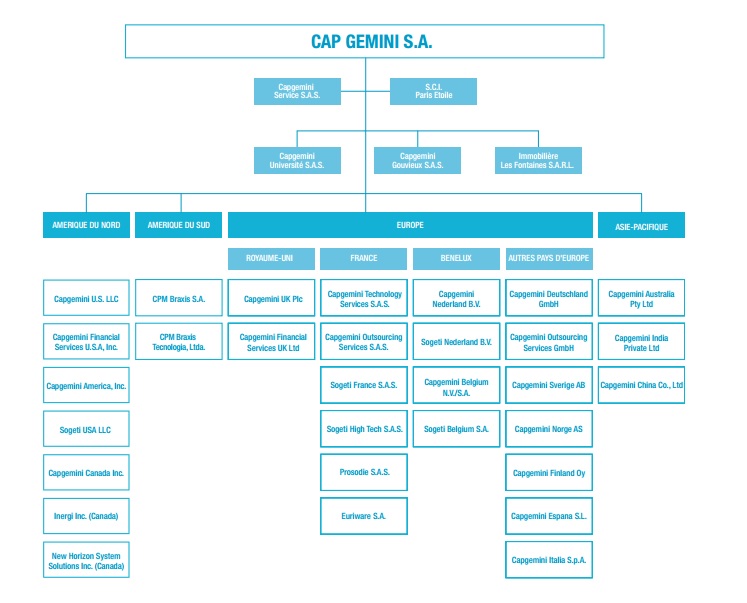 CAP GEMINI S.A.
Capgemini
Service S.A.S.
S.C.I.
Paris Etoile
Capgemini
Université S.A.S.
Capgemini
Gouvieux S.A.S.
Immobilière
Les Fontaines S.A.R.L.
AMERIQUE DU NORD
AMERIQUE DU SUD
EUROPE
ASIE-PACIFIQUE
ROYAUME-UNI
FRANCE
BENELUX
AUTRES PAYS D'EUROPE
Capgemini U.S. LLC
CPM Braxis S.A.
Capgemini UK Plc
Capgemini Technology
Services S.A.S.
Capgemini
Nederland B.V.
Capgemini Deutschland
GmbH
Capgemini Australia
Pty Ltd
Capgemini Financial
Services U.S.A, Inc.
CPM Braxis
Tecnologia, Ltda.
Capgemini Financial
Services UK Ltd
Capgemini Outsourcing
Services S.A.S.
Sogeti Nederland B.V.
Capgemini Outsourcing
Services GmbH
Capgemini India
Private Ltd
Capgemini America, Inc.
Sogeti France S.A.S.
Capgemini Belgium
N.V./S.A.
Capgemini Sverige AB
Capgemini China Co., Ltd
Sogeti USA LLC
Sogeti High Tech S.A.S.
Sogeti Belgium S.A.
Capgemini Norge AS
Capgemini Canada Inc.
Prosodie S.A.S.
Capgemini Finland Oy
Inergi Inc. (Canada)
Euriware S.A.
Capgemini Espana S.L.
New Horizon System
Solutions Inc. (Canada)
Capgemini Italia S.p.A.